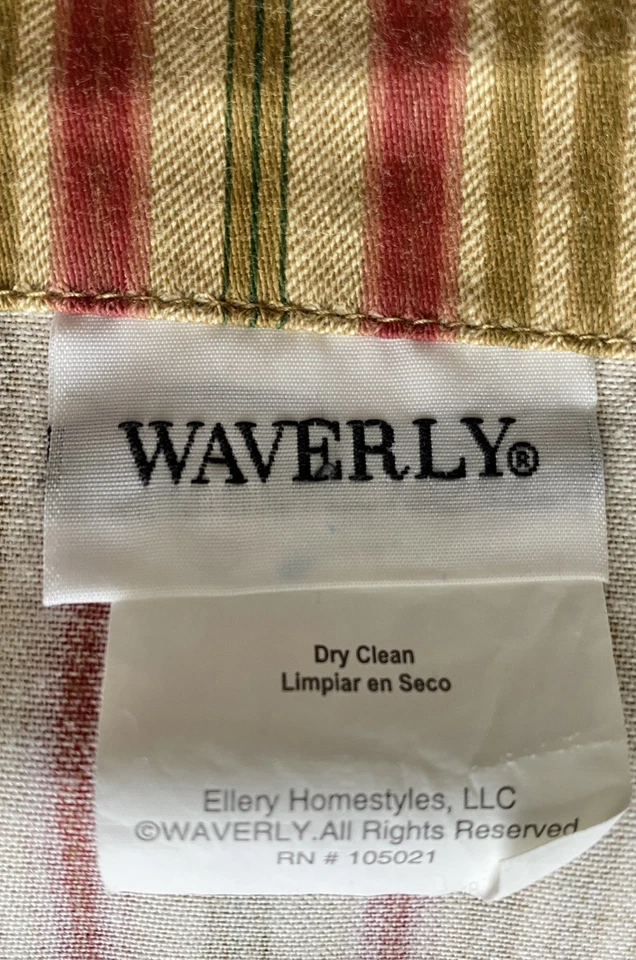 WAVERLY®
Dry Clean
Limpiar en Seco
Ellery Homestyles, LLC
©WAVERLY.All Rights Reserved
RN # 105021